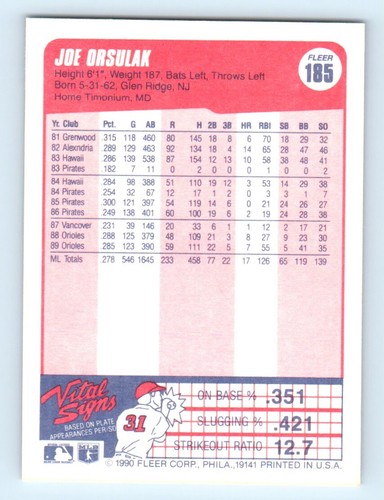 JOE ORSULAK
FLEER
185
Height 6'1", Weight 187, Bats Left, Throws Left
Born 5-31-62, Glen Ridge, NJ
Home Timonium, MD
Yr. Club Pct. G AB R H 2B 3B HR RBI SB BB SO
81 Grenwood .315 118 460 80 145 18 8 6 70 18 29 32
82 Alexndria .289 129 463 92 134 18 4 14 65 28 47 46
83 Hawaii .286 139 538 87 154 12 13 10 58 38 48 41
83 Pirates .182 7 11 0 2 0 0 0 1 0 0 2
84 Hawaii .284 98 388 51 110 19 12 3 53 14 29 38
84 Pirates .254 32 67 12 17 1 2 0 3 3 1 7
85 Pirates .300 121 397 54 119 14 6 0 21 24 26 27
86 Pirates .249 138 401 60 100 19 6 2 19 24 28 38
87 Vancover .231 39 146 20 33 6 1 1 12 2 17 21
88 Orioles .288 125 379 48 109 21 3 8 27 9 23 30
89 Orioles .285 123 390 59 111 22 5 7 55 5 41 35
ML Totals .278 546 1645 233 458 77 22 17 126 65 119 139
Vital
Signs
BASED ON PLATE
31
ON BASE % .351
SLUGGING % .421
STRIKEOUT RATIO 12.7
© 1990 FLEER CORP., PHILA., 19141 PRINTED IN U.S.A.